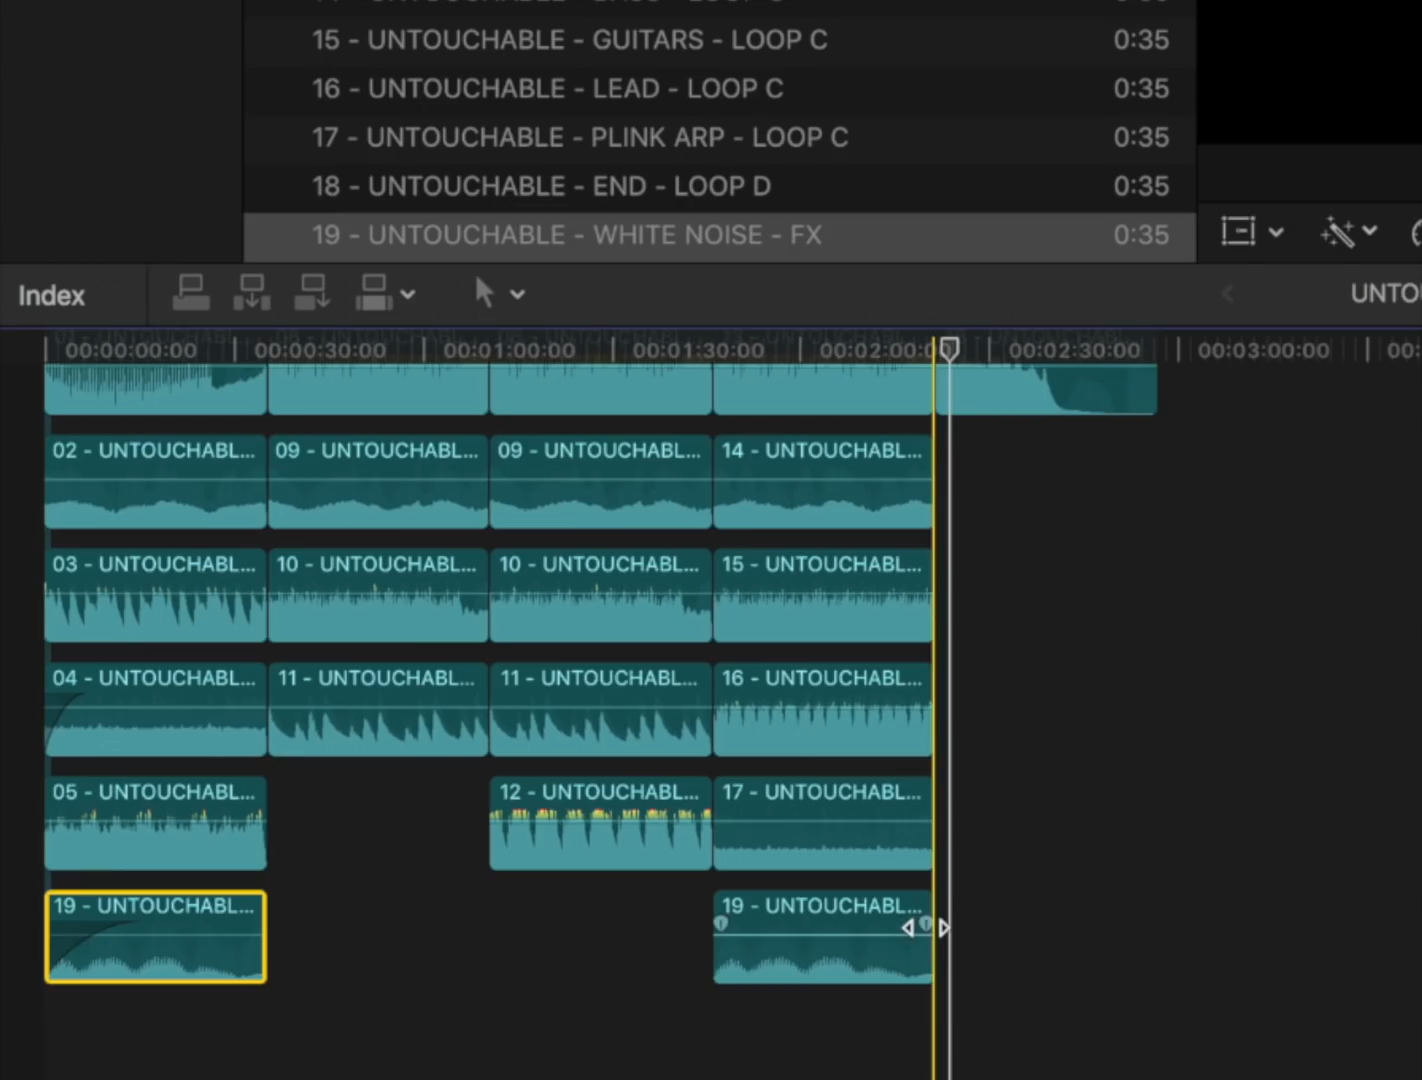 15 - UNTOUCHABLE - GUITARS - LOOP C 0:35
16 - UNTOUCHABLE - LEAD - LOOP C 0:35
17 - UNTOUCHABLE - PLINK ARP - LOOP C 0:35
18 - UNTOUCHABLE - END - LOOP D 0:35
19 - UNTOUCHABLE - WHITE NOISE - FX 0:35
Index UNTO
00:00:00:00 00:00:30:00 00:01:00:00 00:01:30:00 00:02:00:0 00:02:30:00 00:03:00:00 00:
02 - UNTOUCHABL... 09 - UNTOUCHABL... 09 - UNTOUCHABL... 14 - UNTOUCHABL...
03 - UNTOUCHABL... 10 - UNTOUCHABL... 10 - UNTOUCHABL... 15 - UNTOUCHABL...
04 - UNTOUCHABL... 11 - UNTOUCHABL... 11 - UNTOUCHABL... 16 - UNTOUCHABL...
05 - UNTOUCHABL... 12 - UNTOUCHABL... 17 - UNTOUCHABL...
19 - UNTOUCHABL... 19 - UNTOUCHABL...